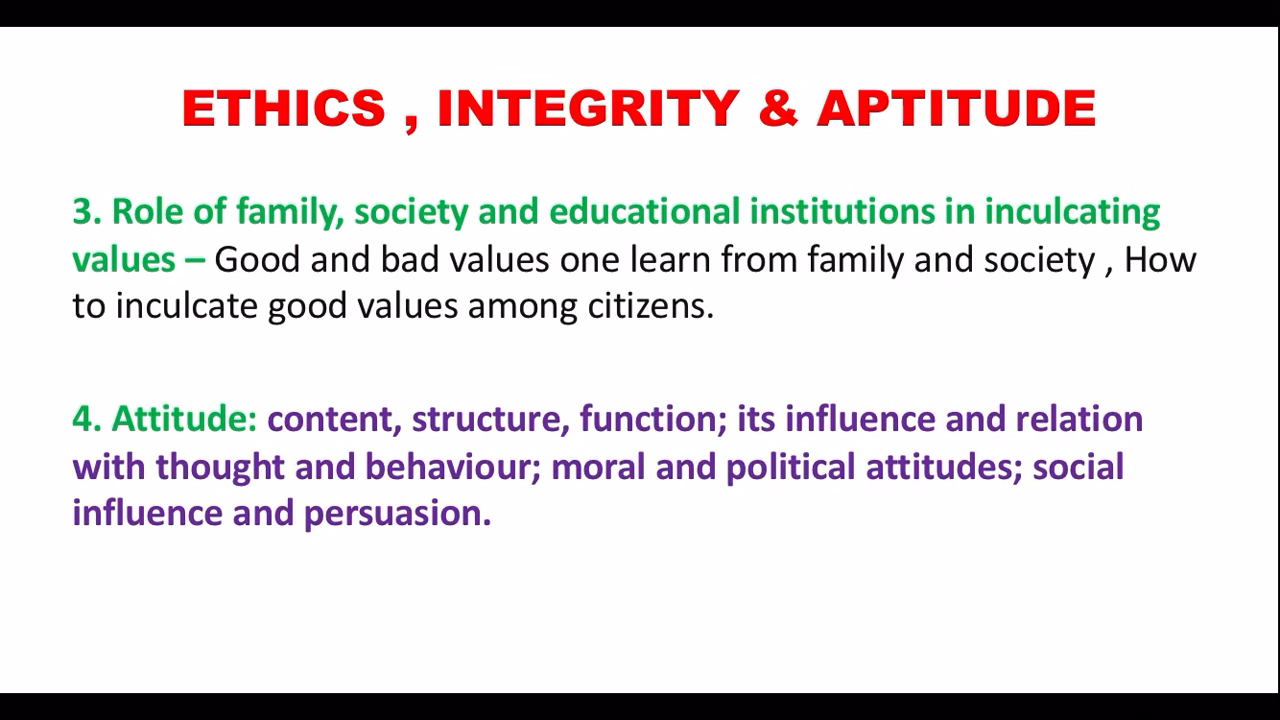 ETHICS , INTEGRITY & APTITUDE
3. Role of family, society and educational institutions in inculcating
values – Good and bad values one learn from family and society , How
to inculcate good values among citizens.
4. Attitude: content, structure, function; its influence and relation
with thought and behaviour; moral and political attitudes; social
influence and persuasion.